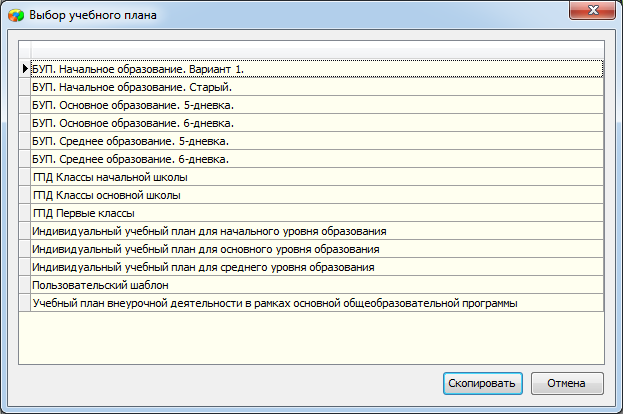 Выбор учебного плана
БУП. Начальное образование. Вариант 1.
БУП. Начальное образование. Старый.
БУП. Основное образование. 5-дневка.
БУП. Основное образование. 6-дневка.
БУП. Среднее образование. 5-дневка.
БУП. Среднее образование. 6-дневка.
ГПД Классы начальной школы
ГПД Классы основной школы
ГПД Первые классы
Индивидуальный учебный план для начального уровня образования
Индивидуальный учебный план для основного уровня образования
Индивидуальный учебный план для среднего уровня образования
Пользовательский шаблон
Учебный план внеурочной деятельности в рамках основной общеобразовательной программы
Скопировать Отмена